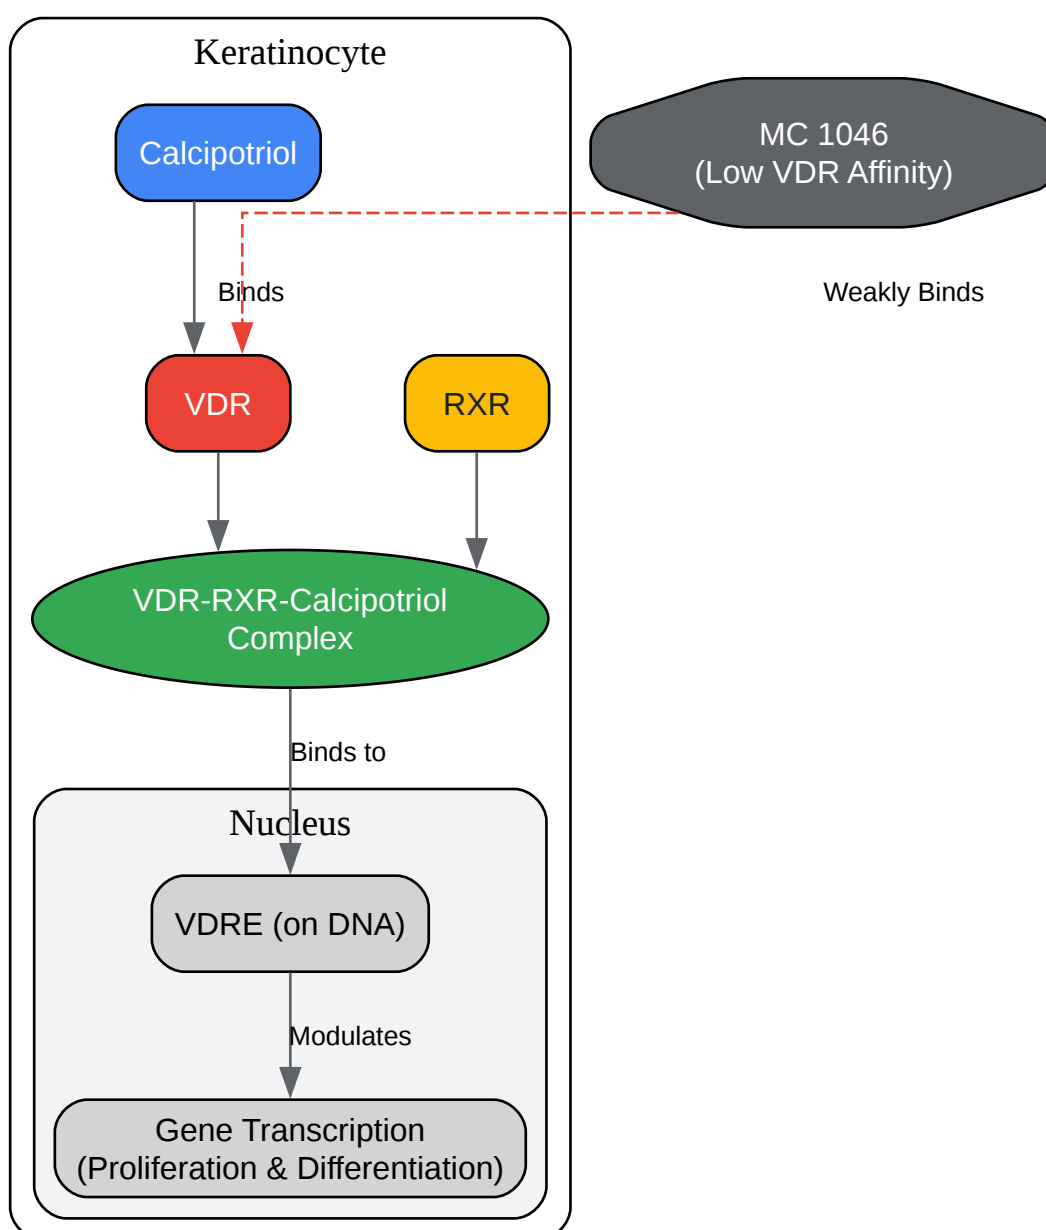 Keratinocyte
Calcipotriol
MC 1046
(Low VDR Affinity)
Binds
Weakly Binds
VDR
RXR
VDR-RXR-Calcipotriol
Complex
Binds to
Nucleus
VDRE (on DNA)
Modulates
Gene Transcription
(Proliferation & Differentiation)